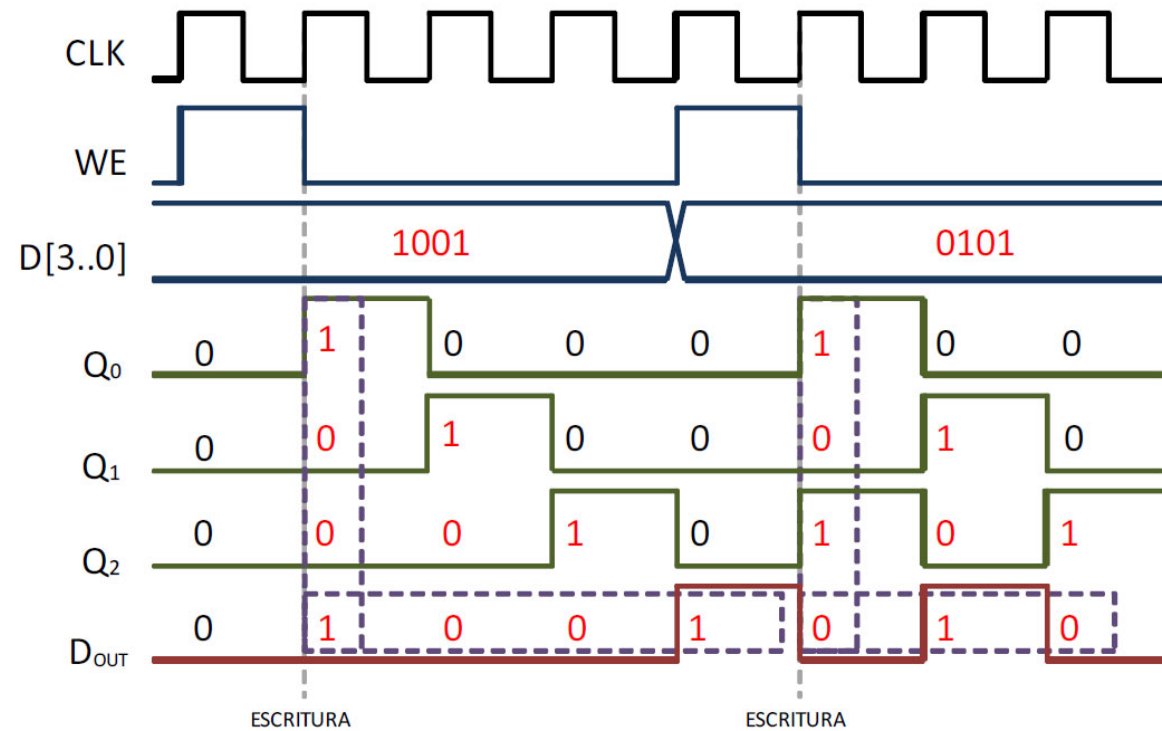 CLK
WE
D[3..0] 1001 0101
Q0 0 1 0 0 0 1 0 0
Q1 0 0 1 0 0 0 1 0
Q2 0 0 0 1 0 1 0 1
DOUT 0 1 0 0 1 0 1 0
ESCRITURA ESCRITURA